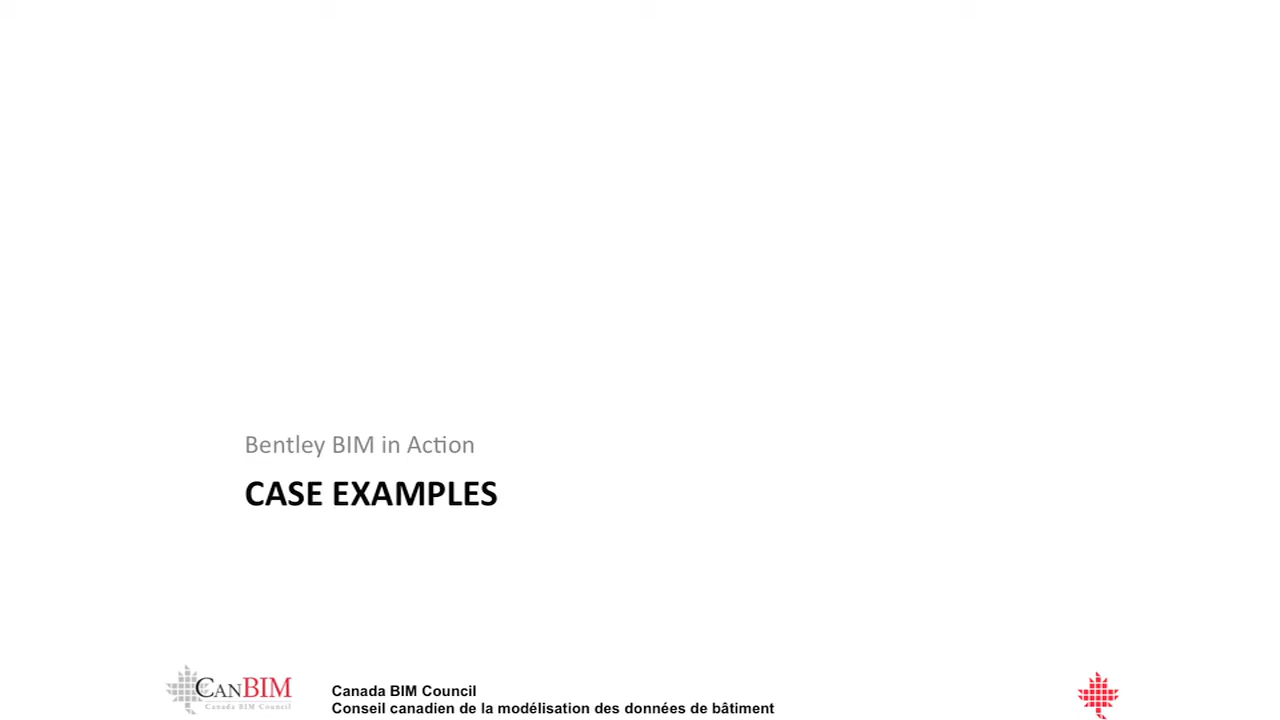 Bentley BIM in Action
CASE EXAMPLES
CANBIM
Canada BIM Council
Canada BIM Council
Conseil canadien de la modélisation des données de bâtiment